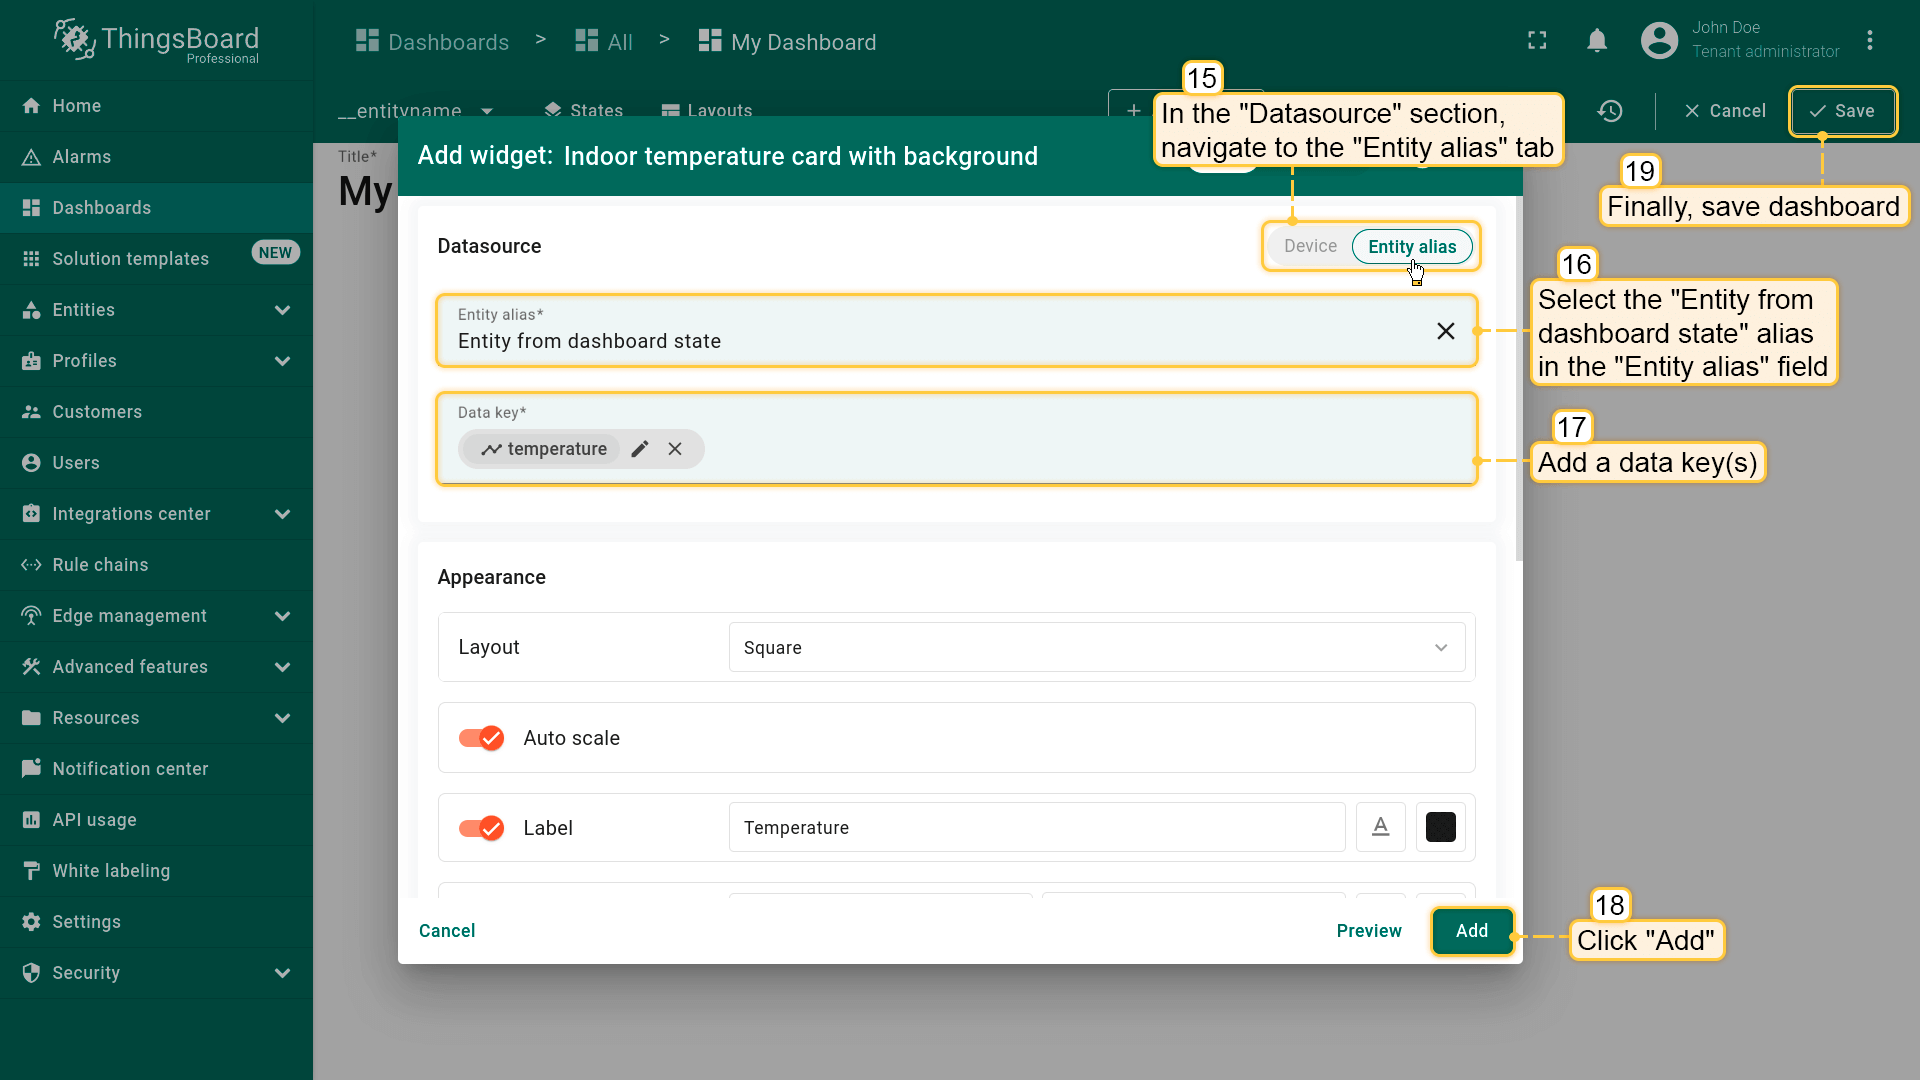 ThingsBoard
Professional
Dashboards > All > My Dashboard
John Doe
Tenant administrator
Home
Alarms
Dashboards
Solution templates NEW
Entities
Profiles
Customers
Users
Integrations center
Rule chains
Edge management
Advanced features
Resources
Notification center
API usage
White labeling
Settings
Security
__entityname States Layouts
+
Cancel Save
Title*
My
15
In the "Datasource" section,
navigate to the "Entity alias" tab
19
Finally, save dashboard
Add widget: Indoor temperature card with background
Datasource
Device Entity alias
16
Select the "Entity from
dashboard state" alias
in the "Entity alias" field
Entity alias*
Entity from dashboard state
17
Add a data key(s)
Data key*
temperature
Appearance
Layout Square
Auto scale
Label Temperature A
18
Click "Add"
Cancel Preview Add